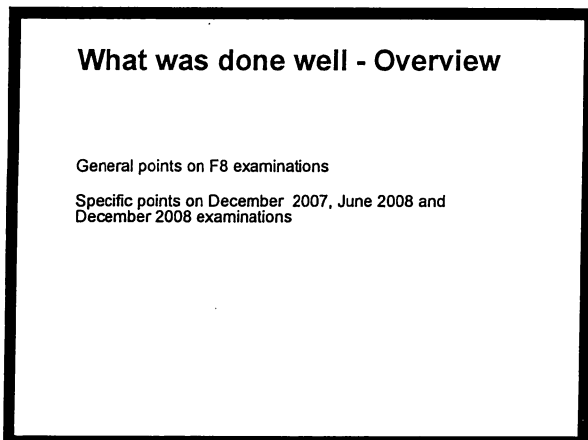 What was done well - Overview
General points on F8 examinations
Specific points on December 2007, June 2008 and
December 2008 examinations